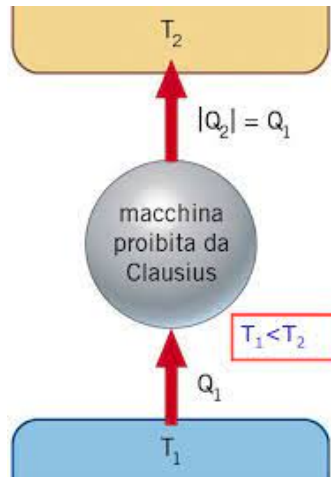 T₂
|Q₂| = Q₁
macchina
proibita da
Clausius
T₁<T₂
Q₁
T₁